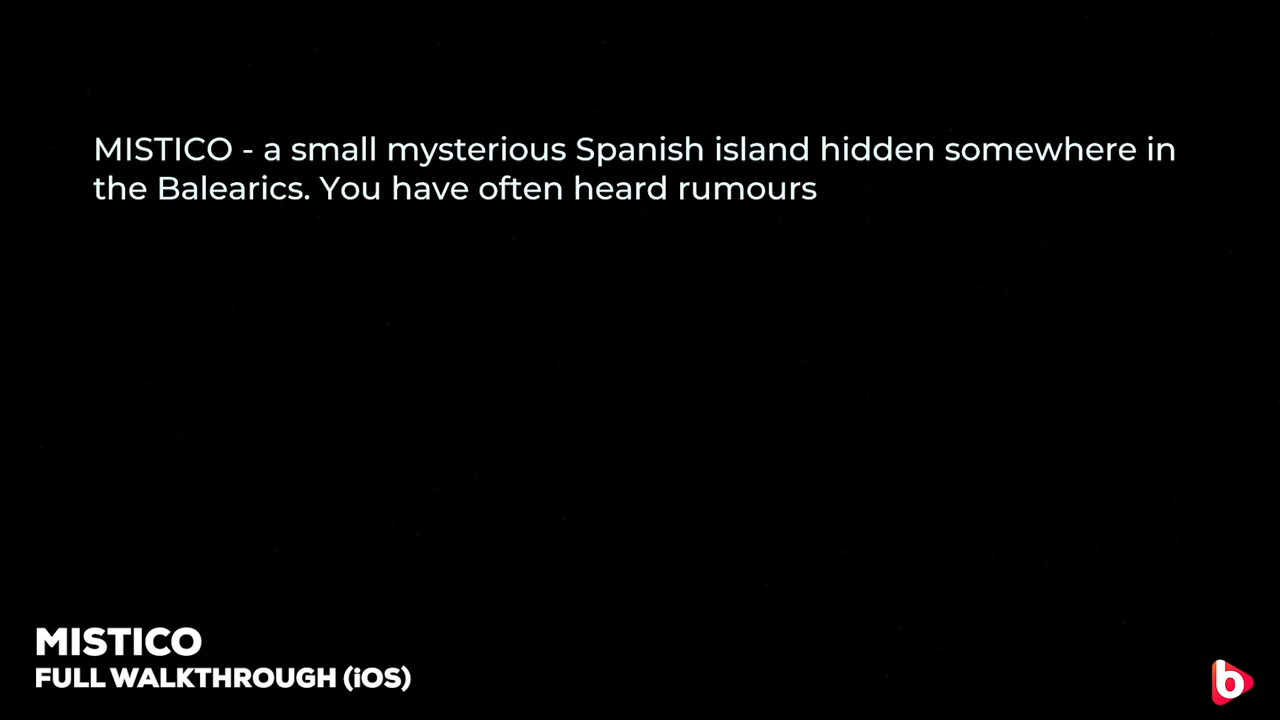 MISTICO - a small mysterious Spanish island hidden somewhere in
the Balearics. You have often heard rumours
MISTICO
FULL WALKTHROUGH (iOS)
b